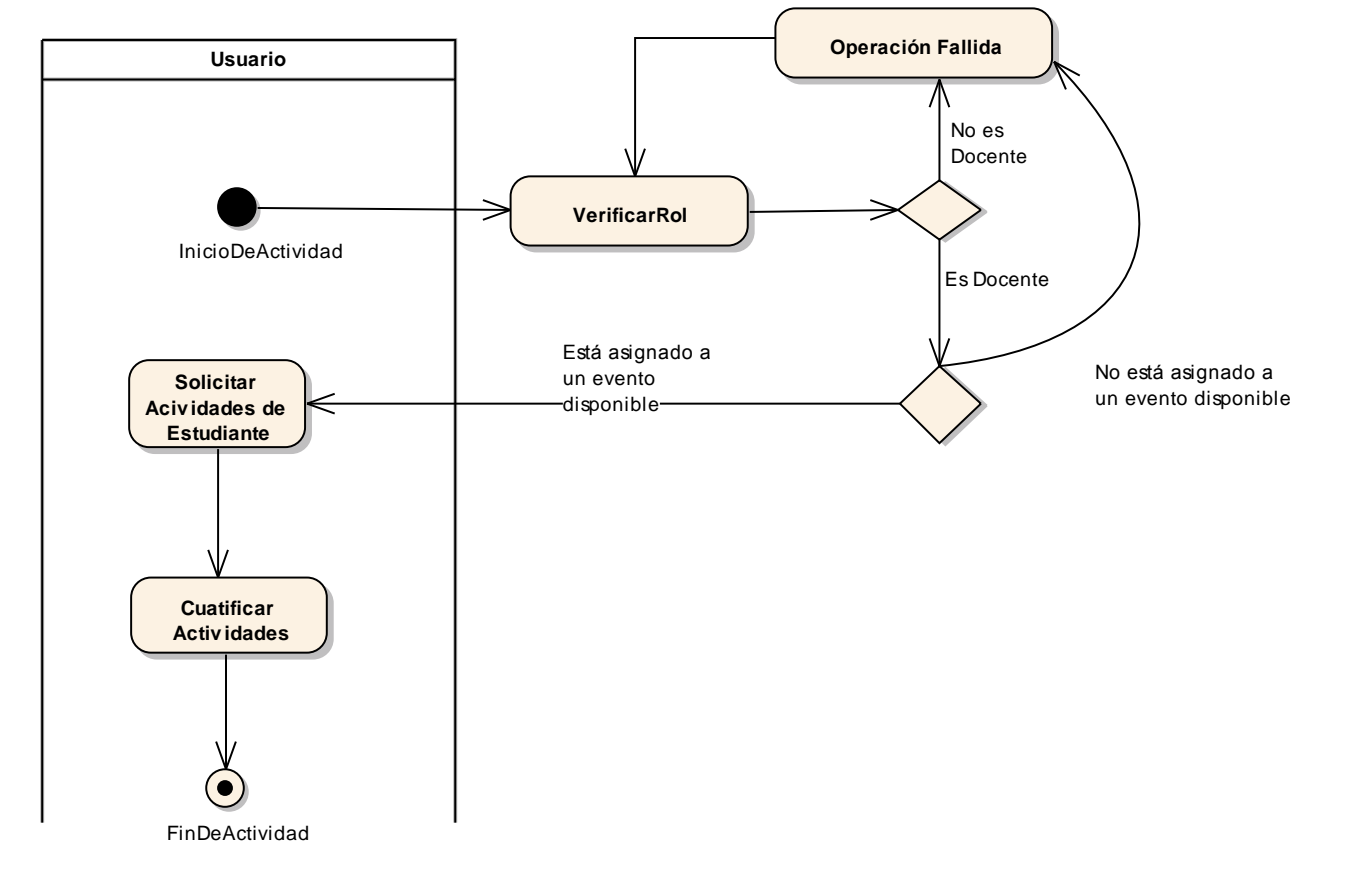 Operación Fallida
Usuario
No es
Docente
VerificarRol
InicioDeActividad
Es Docente
Está asignado a
un evento
disponible
No está asignado a
un evento disponible
Solicitar
Acividades de
Estudiante
Cuatificar
Actividades
FinDeActividad